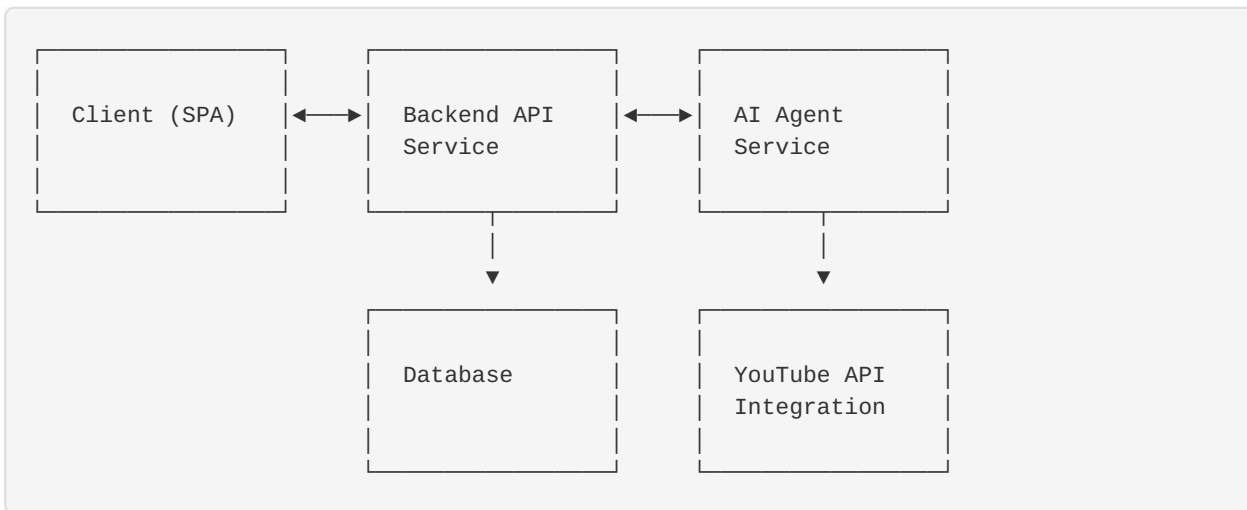 Client (SPA) Backend API AI Agent
Service Service
Database YouTube API
Integration